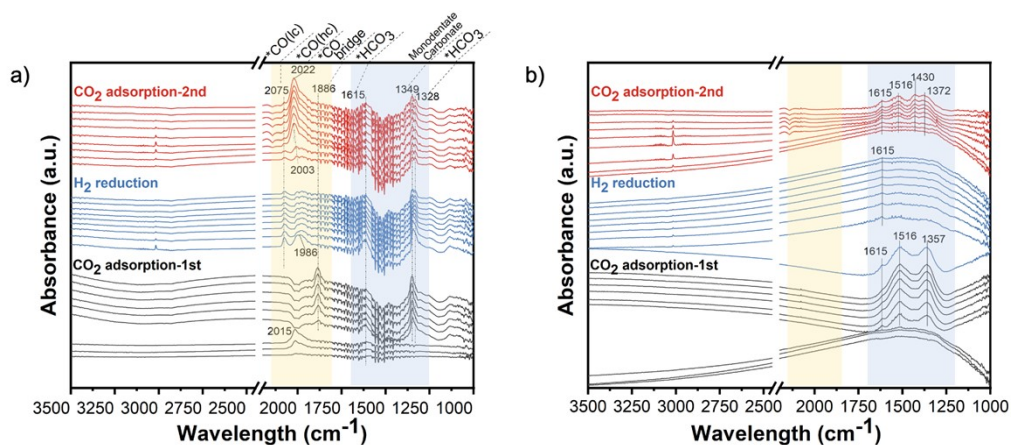 a)
*CO(lc)
*CO(hc)
*CO
bridge
*HCO3
Monodentate
Carbonate
*HCO3
2022
2075
1886
1615
1349
1328
CO2 adsorption-2nd
2003
H2 reduction
1986
CO2 adsorption-1st
2015
Absorbance (a.u.)
3500 3250 3000 2750 2500 2000 1750 1500 1250 1000
Wavelength (cm-1)
b)
CO2 adsorption-2nd
1615
1516
1430
1372
H2 reduction
1615
CO2 adsorption-1st
1615
1516
1357
Absorbance (a.u.)
3500 3250 3000 2750 2500 2000 1500 1000
Wavelength (cm-1)